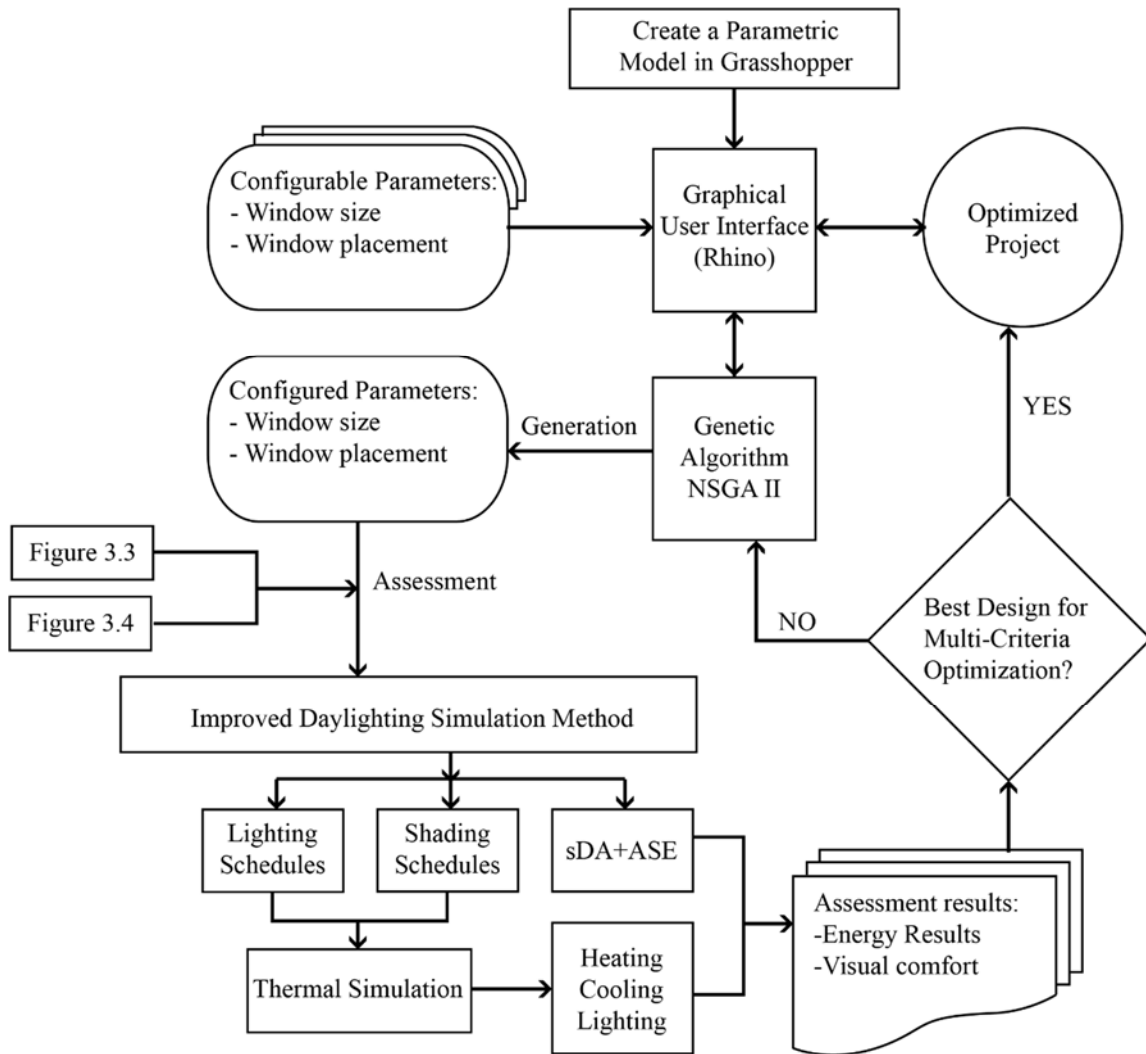 Create a Parametric
Model in Grasshopper
Configurable Parameters:
- Window size
- Window placement
Graphical
User Interface
(Rhino)
Optimized
Project
Configured Parameters:
- Window size
- Window placement
Generation
Genetic
Algorithm
NSGA II
YES
Figure 3.3
Figure 3.4
Assessment
NO
Best Design for
Multi-Criteria
Optimization?
Improved Daylighting Simulation Method
Lighting
Schedules
Shading
Schedules
sDA+ASE
Thermal Simulation
Heating
Cooling
Lighting
Assessment results:
-Energy Results
-Visual comfort